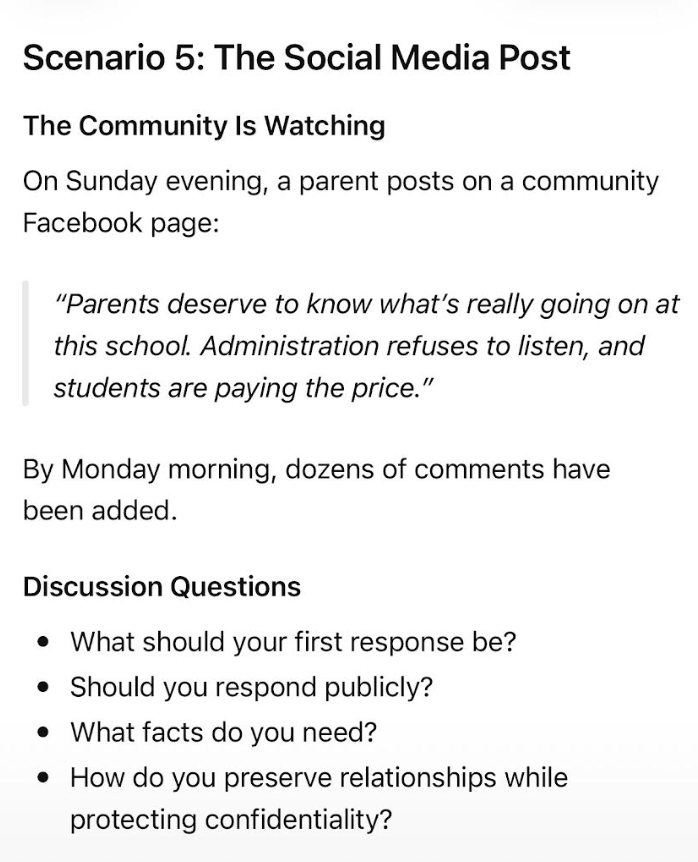 Scenario 5: The Social Media Post
The Community Is Watching
On Sunday evening, a parent posts on a community
Facebook page:
“Parents deserve to know what’s really going on at
this school. Administration refuses to listen, and
students are paying the price.”
By Monday morning, dozens of comments have
been added.
Discussion Questions
• What should your first response be?
• Should you respond publicly?
• What facts do you need?
• How do you preserve relationships while
protecting confidentiality?